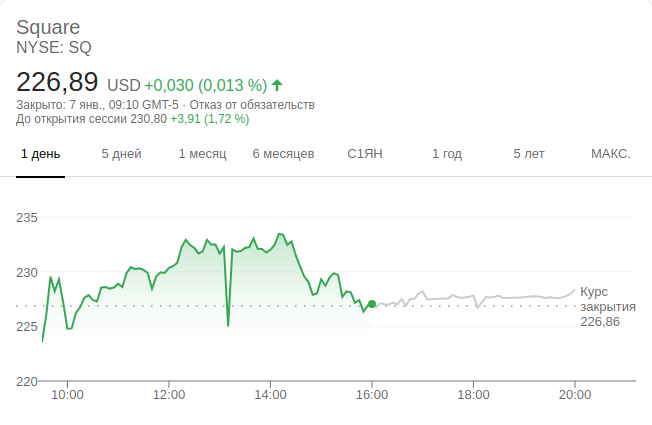 Square
NYSE: SQ
226,89 USD +0,030 (0,013 %)
Закрыто: 7 янв., 09:10 GMT-5 · Отказ от обязательств
До открытия сессии 230,80 +3,91 (1,72 %)
1 день 5 дней 1 месяц 6 месяцев С1ЯН 1 год 5 лет МАКС.
235
230
Курс
закрытия
226,86
225
220
10:00 12:00 14:00 16:00 18:00 20:00